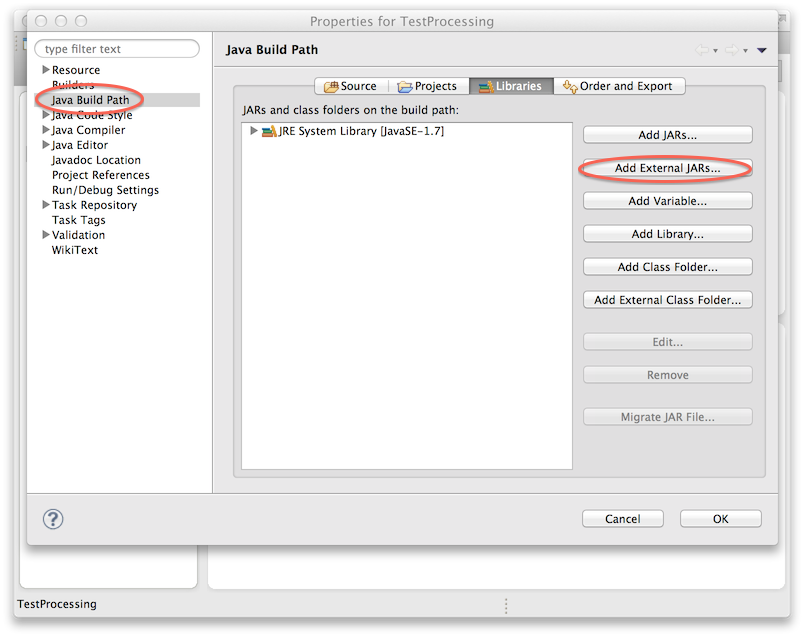 Properties for TestProcessing
type filter text
Resource
Builders
Java Build Path
Java Code Style
Java Compiler
Java Editor
Javadoc Location
Project References
Run/Debug Settings
Task Repository
Task Tags
Validation
WikiText
Java Build Path
Source Projects Libraries Order and Export
JARs and class folders on the build path:
JRE System Library [JavaSE-1.7]
Add JARs...
Add External JARs...
Add Variable...
Add Library...
Add Class Folder...
Add External Class Folder...
Edit...
Remove
Migrate JAR File...
?
Cancel OK
TestProcessing